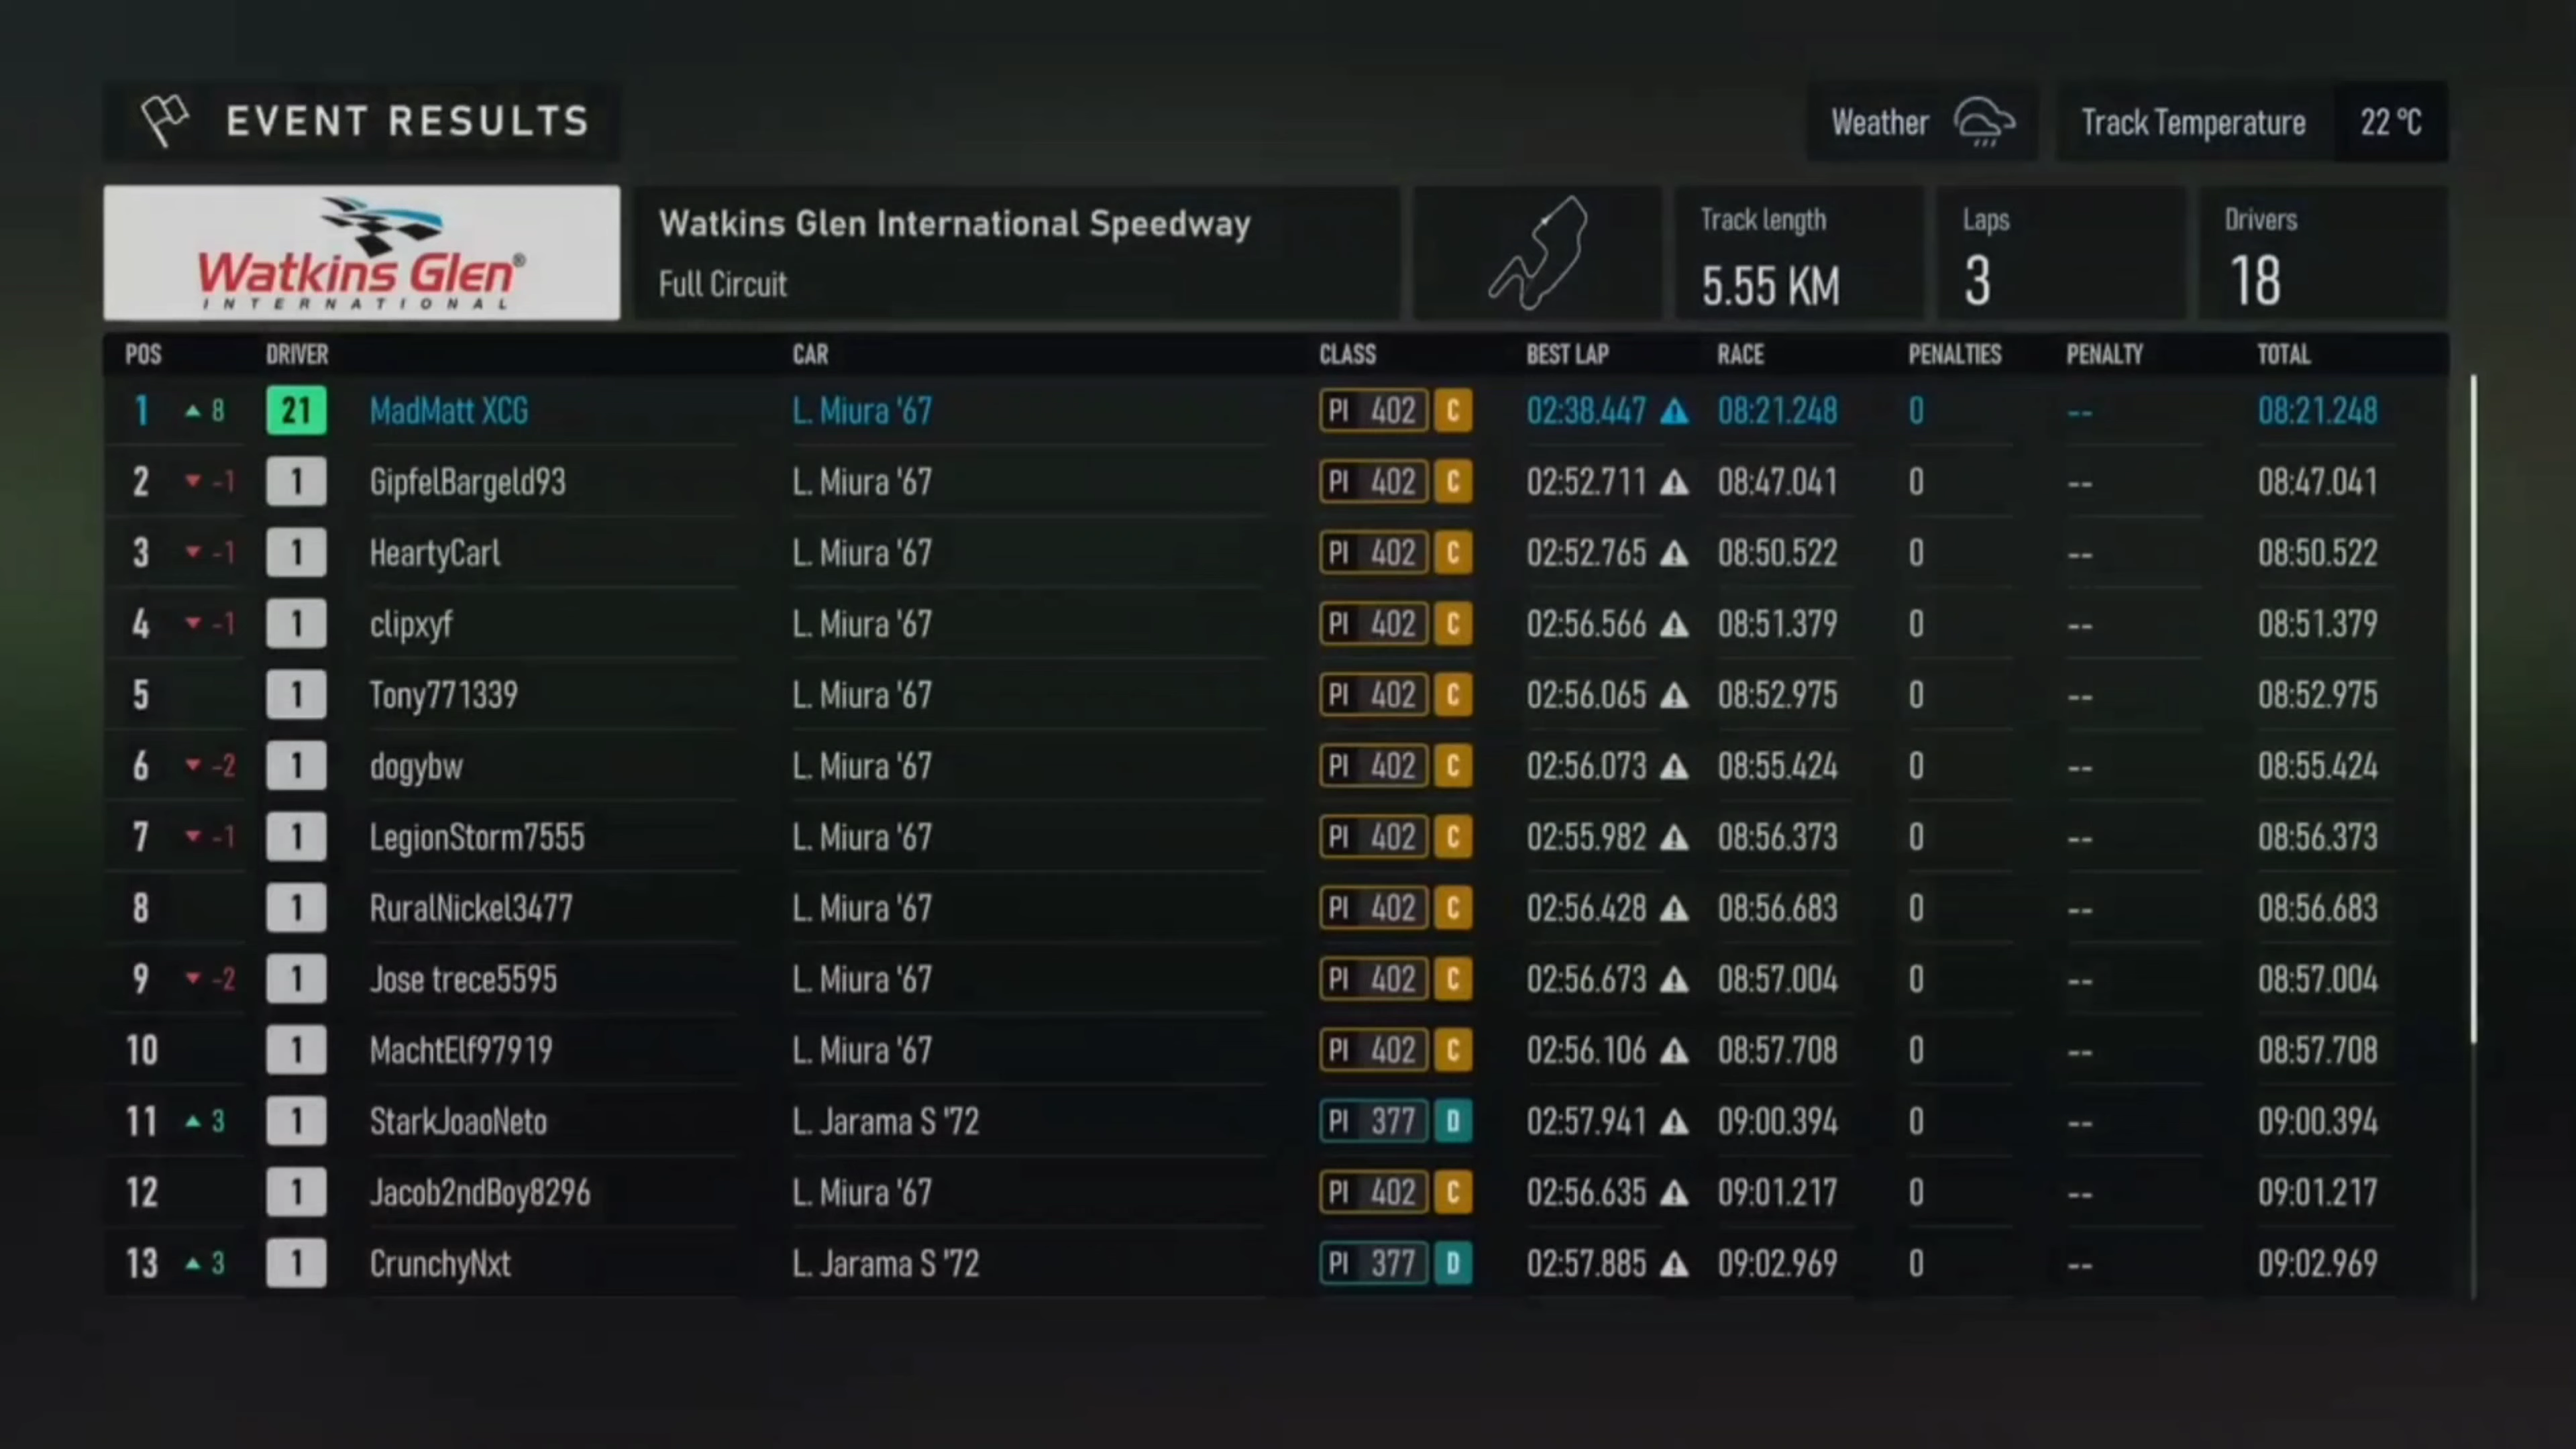 EVENT RESULTS
Weather
Track Temperature 22 °C
Watkins Glen®
INTERNATIONAL
Watkins Glen International Speedway
Full Circuit
Track length
5.55 KM
Laps
3
Drivers
18
POS DRIVER CAR CLASS BEST LAP RACE PENALTIES PENALTY TOTAL
1 ▲ 8 21 MadMatt XCG L. Miura '67 PI 402 C 02:38.447 08:21.248 0 -- 08:21.248
2 ▼ -1 1 GipfelBargeld93 L. Miura '67 PI 402 C 02:52.711 08:47.041 0 -- 08:47.041
3 ▼ -1 1 HeartyCarl L. Miura '67 PI 402 C 02:52.765 08:50.522 0 -- 08:50.522
4 ▼ -1 1 clipxyf L. Miura '67 PI 402 C 02:56.566 08:51.379 0 -- 08:51.379
5 1 Tony771339 L. Miura '67 PI 402 C 02:56.065 08:52.975 0 -- 08:52.975
6 ▼ -2 1 dogybw L. Miura '67 PI 402 C 02:56.073 08:55.424 0 -- 08:55.424
7 ▼ -1 1 LegionStorm7555 L. Miura '67 PI 402 C 02:55.982 08:56.373 0 -- 08:56.373
8 1 RuralNickel3477 L. Miura '67 PI 402 C 02:56.428 08:56.683 0 -- 08:56.683
9 ▼ -2 1 Jose trece5595 L. Miura '67 PI 402 C 02:56.673 08:57.004 0 -- 08:57.004
10 1 MachtElf97919 L. Miura '67 PI 402 C 02:56.106 08:57.708 0 -- 08:57.708
11 ▲ 3 1 StarkJoaoNeto L. Jarama S '72 PI 377 D 02:57.941 09:00.394 0 -- 09:00.394
12 1 Jacob2ndBoy8296 L. Miura '67 PI 402 C 02:56.635 09:01.217 0 -- 09:01.217
13 ▲ 3 1 CrunchyNxt L. Jarama S '72 PI 377 D 02:57.885 09:02.969 0 -- 09:02.969